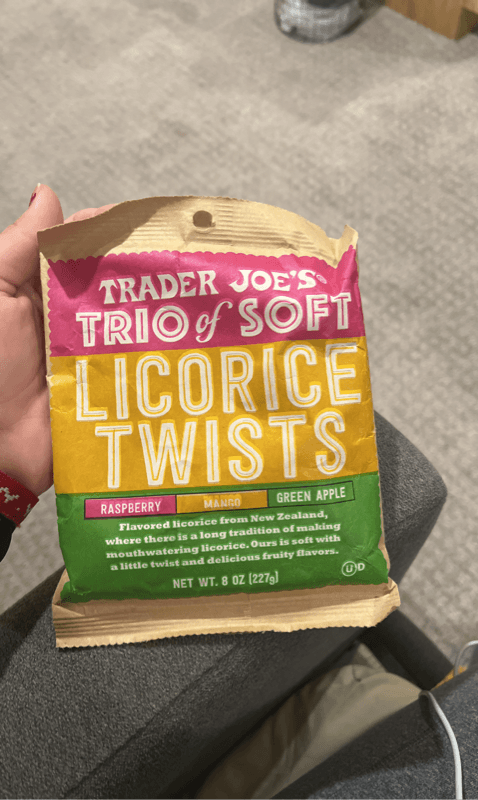 TRADER JOE'S®
TRIO of SOFT
LICORICE
TWISTS
RASPBERRY MANGO GREEN APPLE
Flavored licorice from New Zealand,
where there is a long tradition of making
mouthwatering licorice. Ours is soft with
a little twist and delicious fruity flavors.
NET WT. 8 OZ (227g)
U D